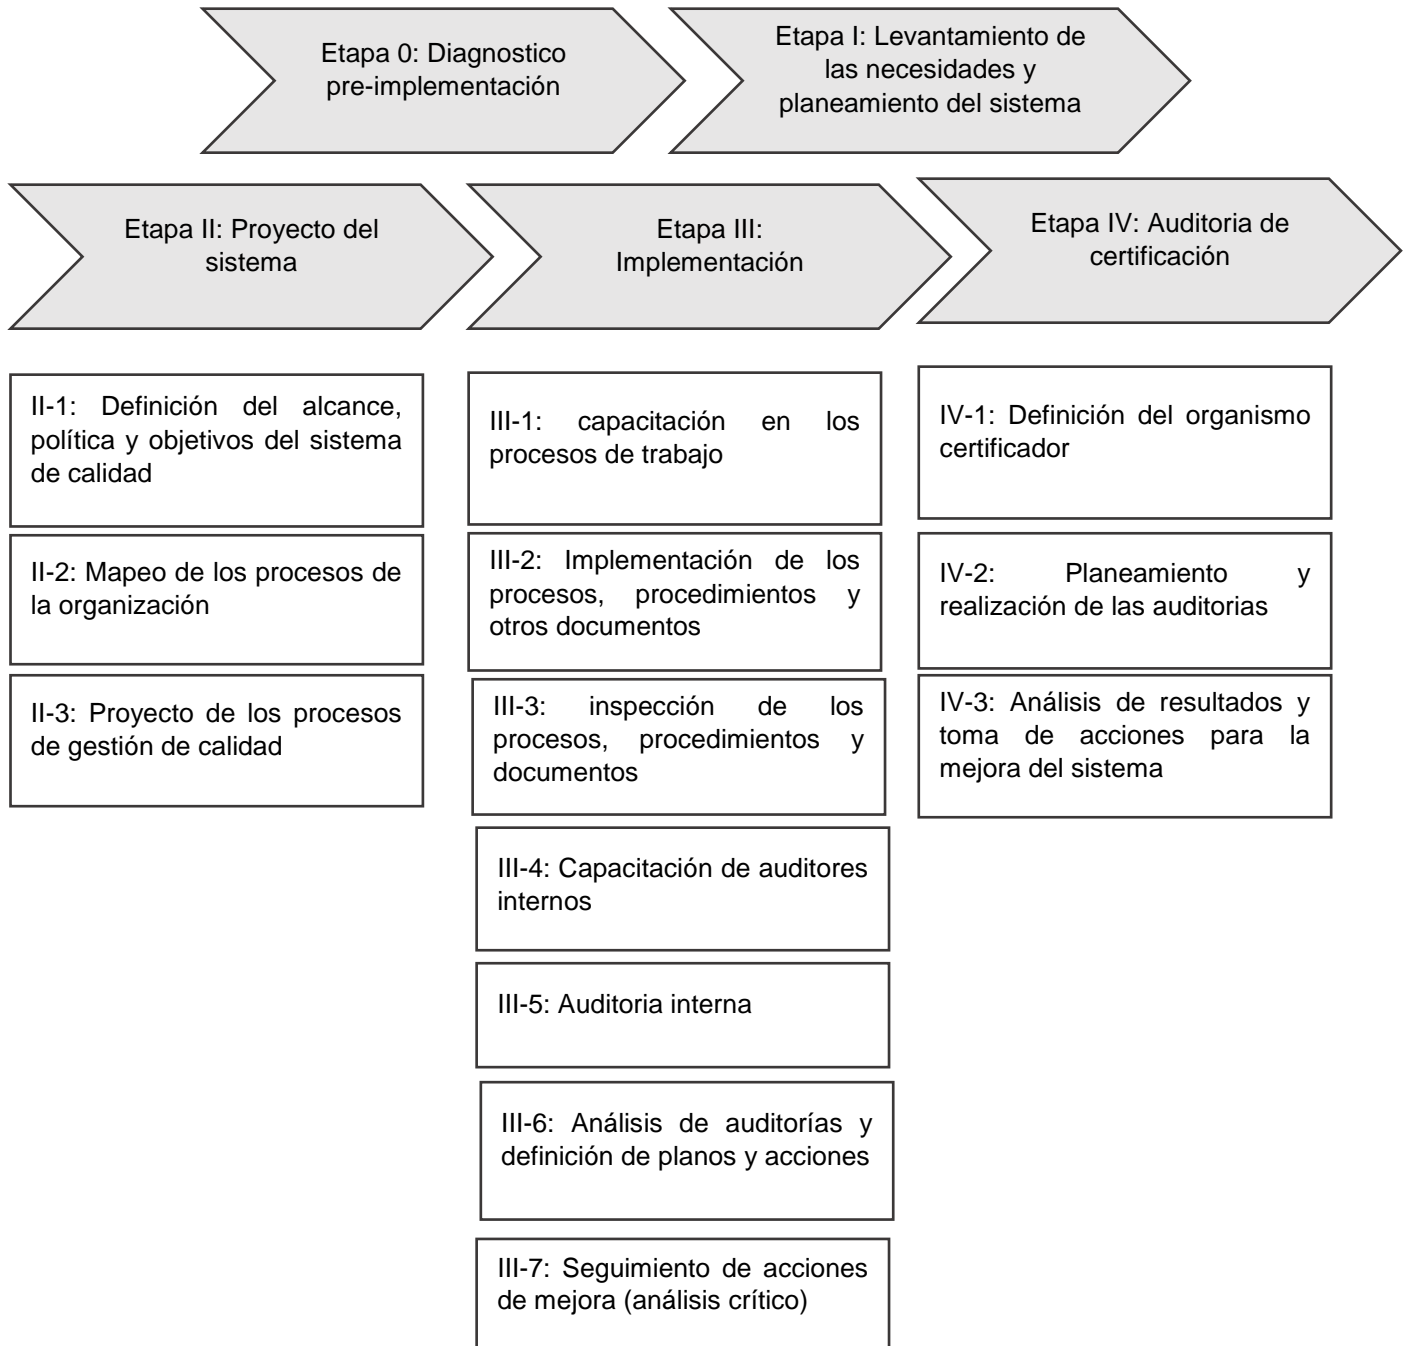 Etapa 0: Diagnostico
pre-implementación
Etapa I: Levantamiento de
las necesidades y
planeamiento del sistema
Etapa II: Proyecto del
sistema
Etapa III:
Implementación
Etapa IV: Auditoria de
certificación
II-1: Definición del alcance,
política y objetivos del sistema
de calidad
II-2: Mapeo de los procesos de
la organización
II-3: Proyecto de los procesos
de gestión de calidad
III-1: capacitación en los
procesos de trabajo
III-2: Implementación de los
procesos, procedimientos y
otros documentos
III-3: inspección de los
procesos, procedimientos y
documentos
III-4: Capacitación de auditores
internos
III-5: Auditoria interna
III-6: Análisis de auditorías y
definición de planos y acciones
III-7: Seguimiento de acciones
de mejora (análisis crítico)
IV-1: Definición del organismo
certificador
IV-2: Planeamiento y
realización de las auditorias
IV-3: Análisis de resultados y
toma de acciones para la
mejora del sistema